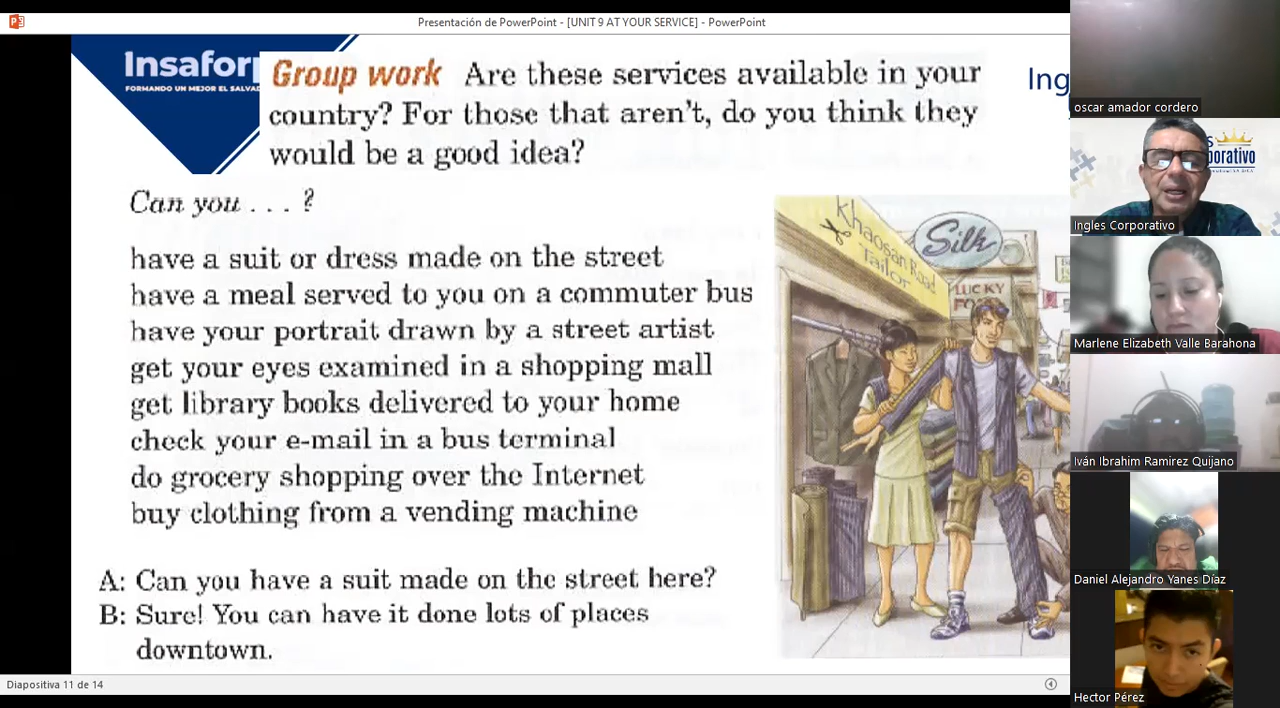 Presentación de PowerPoint - [UNIT 9 AT YOUR SERVICE] - PowerPoint
Insafor
FORMANDO UN MEJOR EL SALVAD
Ing
Group work Are these services available in your
country? For those that aren't, do you think they
would be a good idea?
Can you . . . ?
have a suit or dress made on the street
have a meal served to you on a commuter bus
have your portrait drawn by a street artist
get your eyes examined in a shopping mall
get library books delivered to your home
check your e-mail in a bus terminal
do grocery shopping over the Internet
buy clothing from a vending machine
A: Can you have a suit made on the street here?
B: Sure! You can have it done lots of places
downtown.
Khaosan Road
Tailor
Silk
LUCKY
Diapositiva 11 de 14
oscar amador cordero
S
porativo
Ingles Corporativo
Marlene Elizabeth Valle Barahona
Iván Ibrahim Ramirez Quijano
Daniel Alejandro Yanes Díaz
Hector Pérez